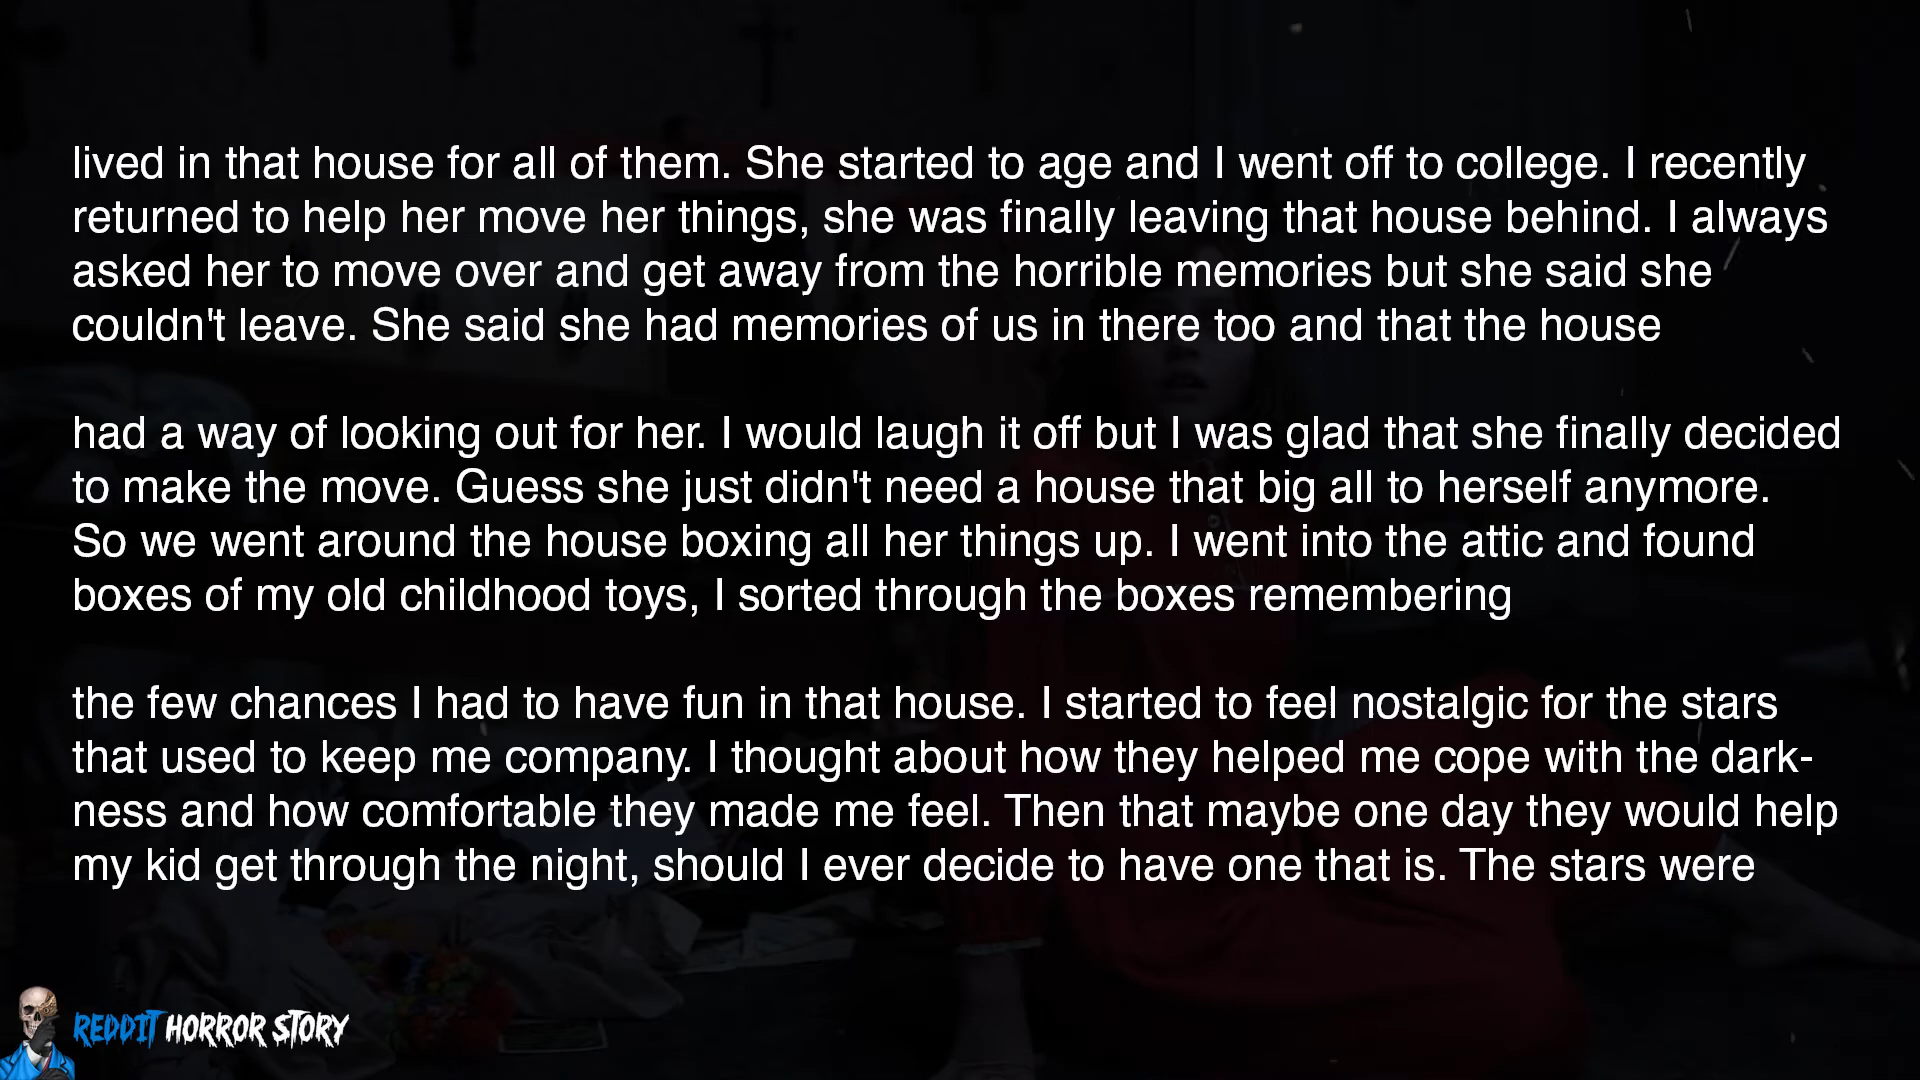 lived in that house for all of them. She started to age and I went off to college. I recently
returned to help her move her things, she was finally leaving that house behind. I always
asked her to move over and get away from the horrible memories but she said she
couldn't leave. She said she had memories of us in there too and that the house
had a way of looking out for her. I would laugh it off but I was glad that she finally decided
to make the move. Guess she just didn't need a house that big all to herself anymore.
So we went around the house boxing all her things up. I went into the attic and found
boxes of my old childhood toys, I sorted through the boxes remembering
the few chances I had to have fun in that house. I started to feel nostalgic for the stars
that used to keep me company. I thought about how they helped me cope with the dark-
ness and how comfortable they made me feel. Then that maybe one day they would help
my kid get through the night, should I ever decide to have one that is. The stars were
REDDIT HORROR STORY